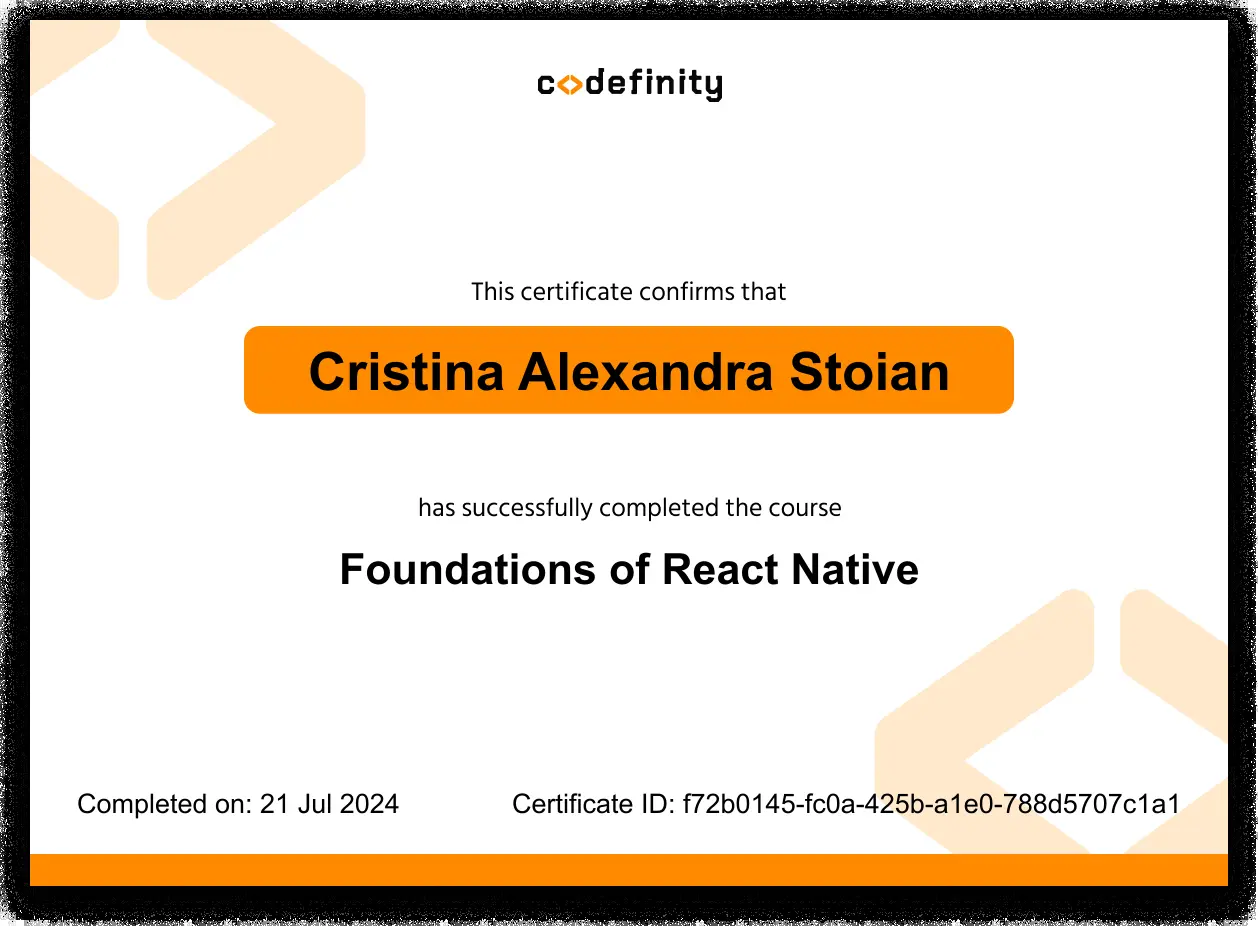 codefinity
This certificate confirms that
Cristina Alexandra Stoian
has successfully completed the course
Foundations of React Native
Completed on: 21 Jul 2024
Certificate ID: f72b0145-fc0a-425b-a1e0-788d5707c1a1